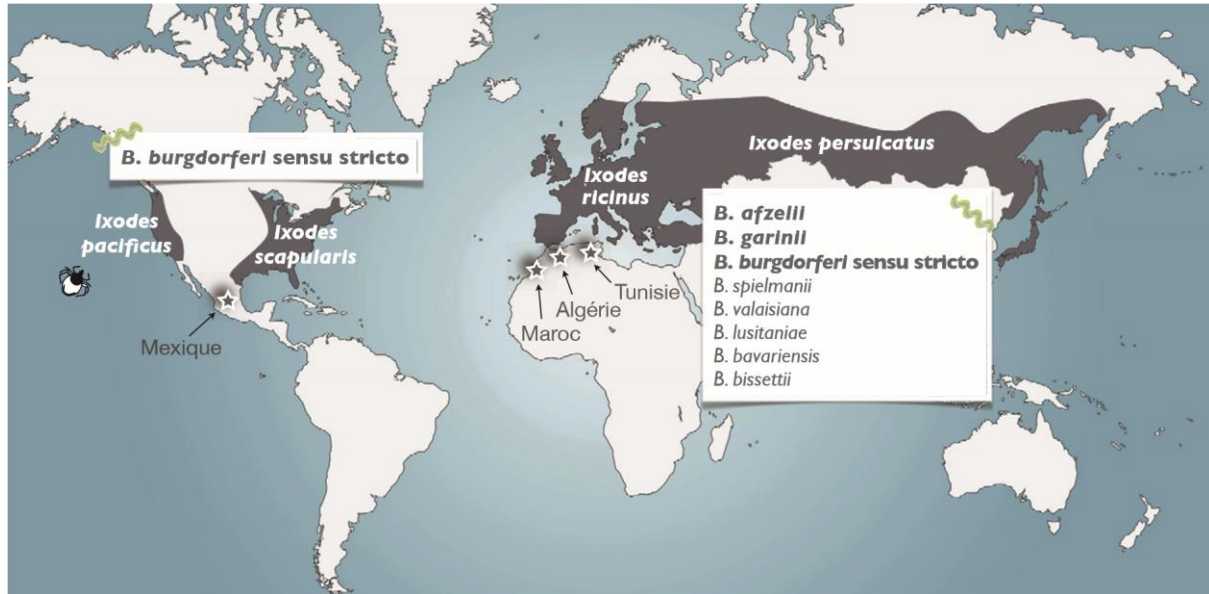 B. burgdorferi sensu stricto
Ixodes
pacificus
Ixodes
scapularis
Mexique
Ixodes
ricinus
Ixodes persulcatus
Maroc
Algérie
Tunisie
B. afzelii
B. garinii
B. burgdorferi sensu stricto
B. spielmanii
B. valaisiana
B. lusitaniae
B. bavariensis
B. bissettii